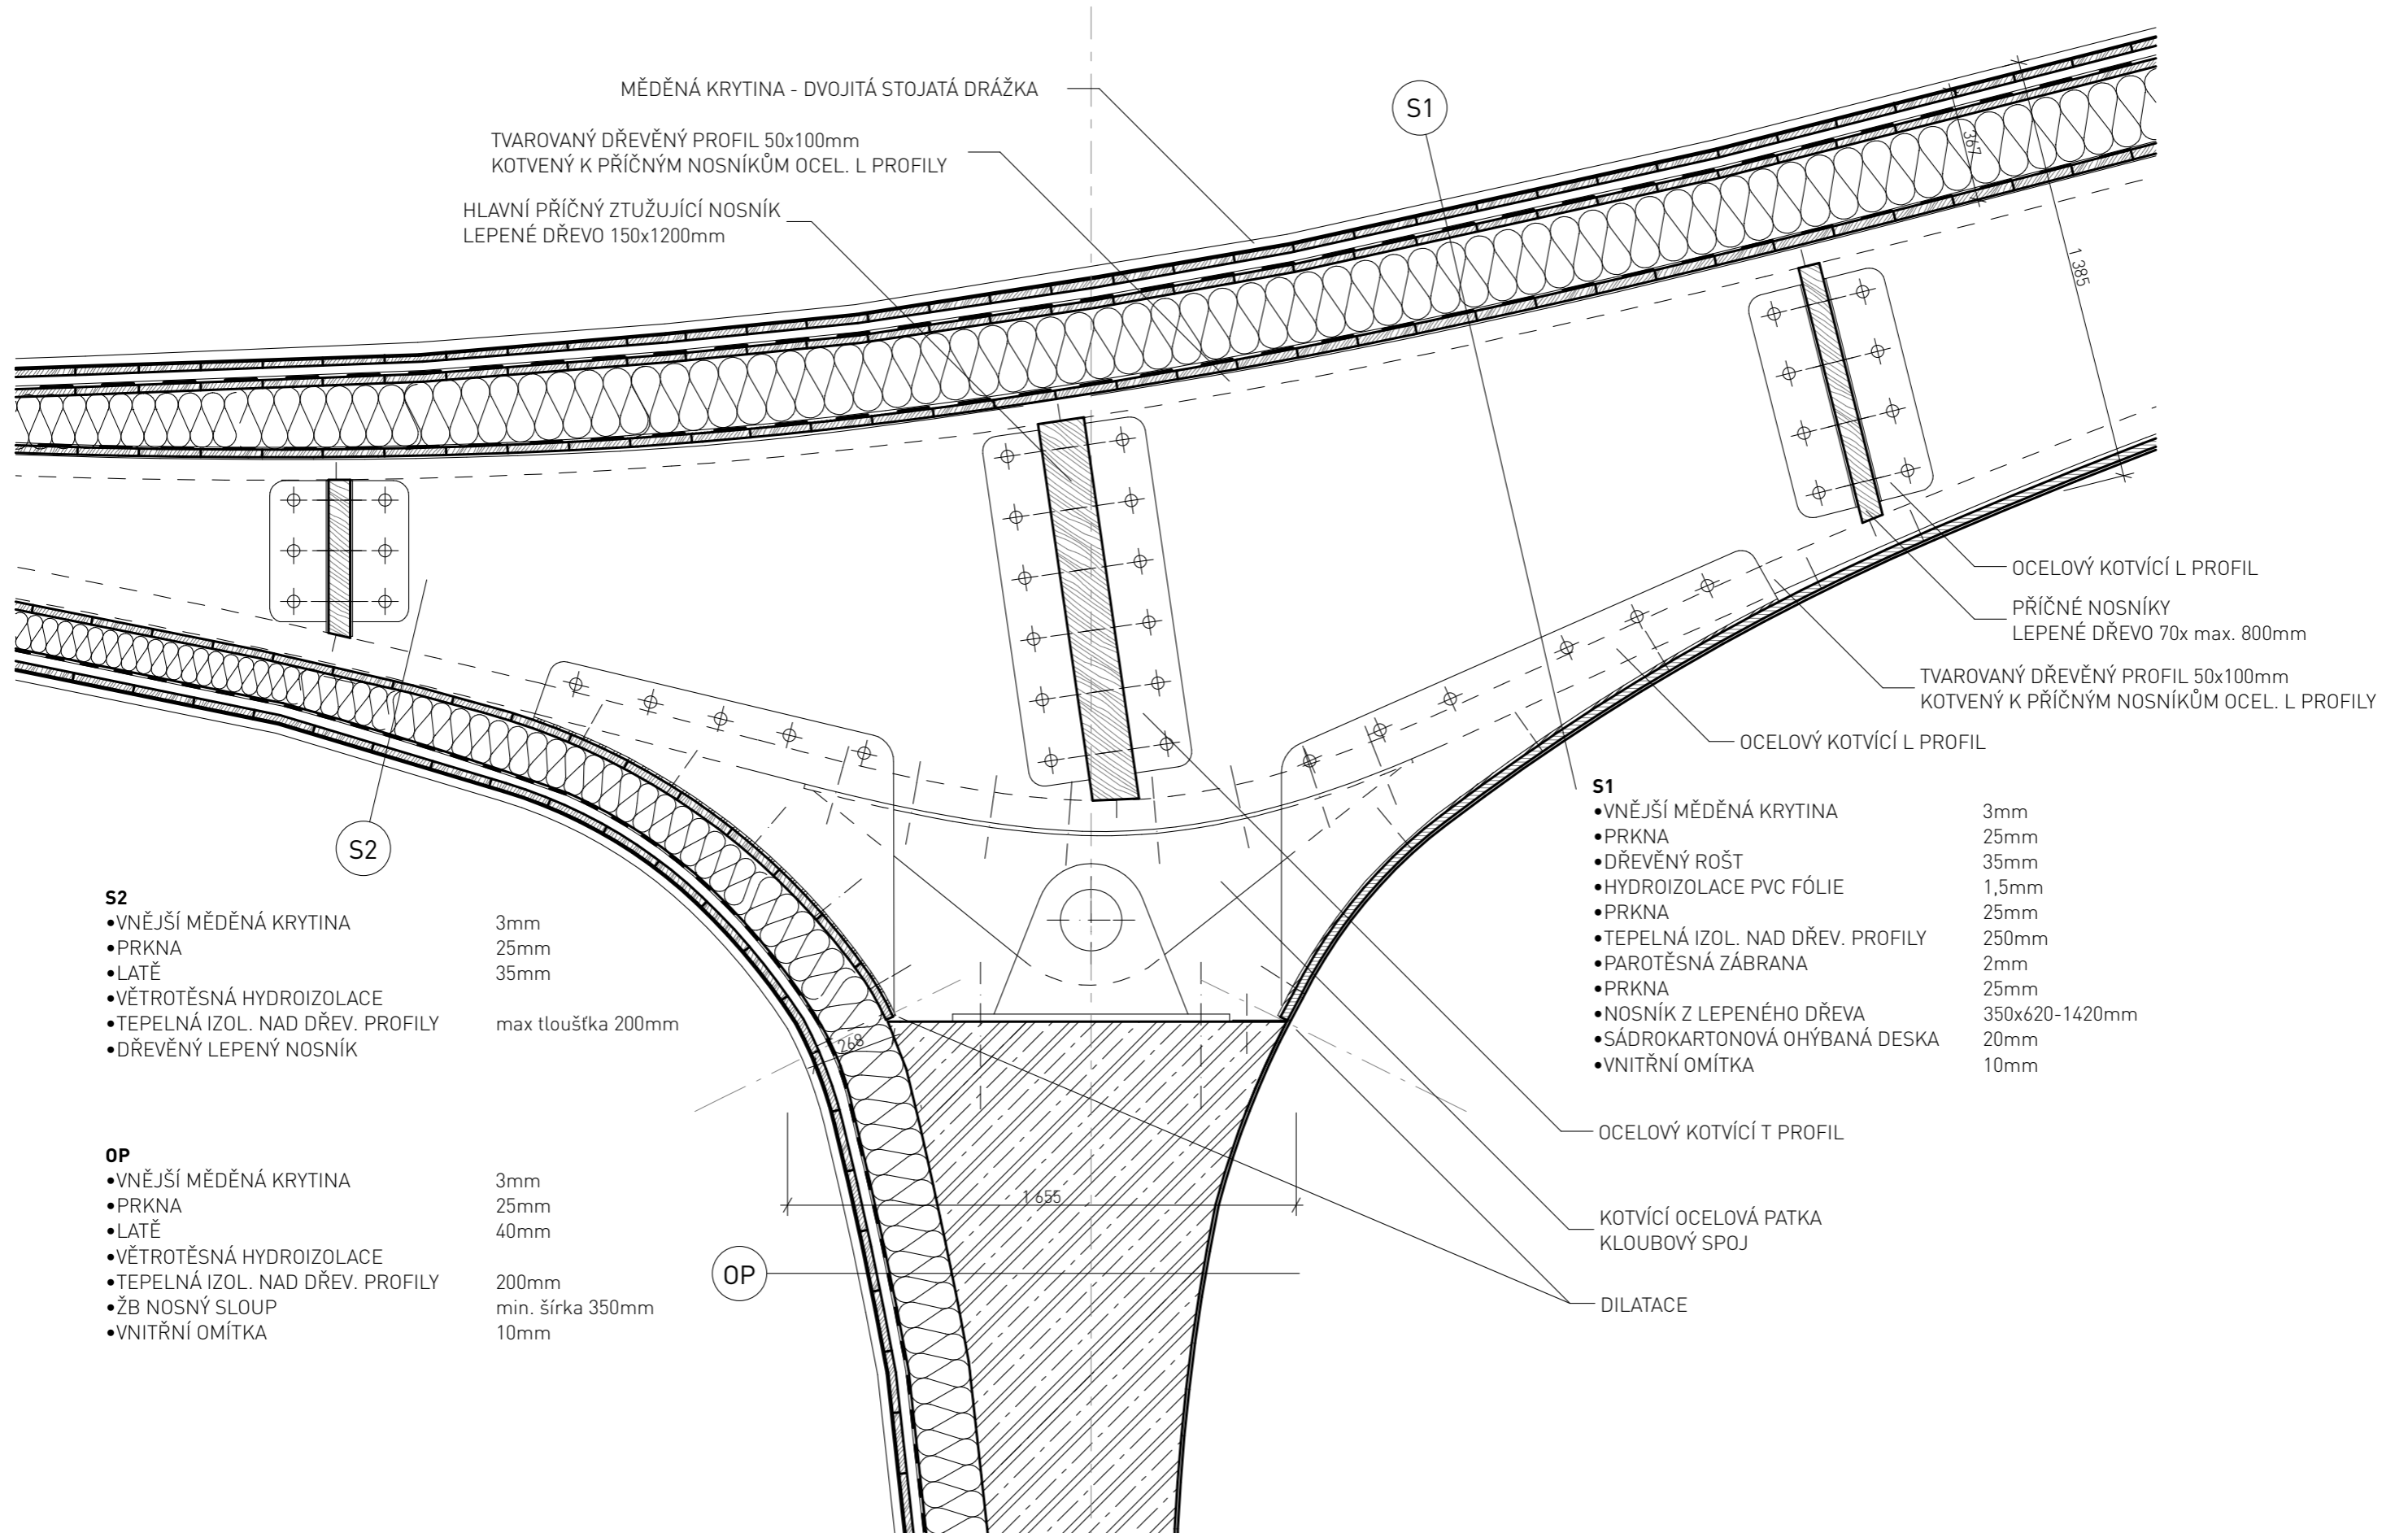 MĚDĚNÁ KRYTINA - DVOJITÁ STOJATÁ DRÁŽKA
TVAROVANÝ DŘEVĚNÝ PROFIL 50x100mm
KOTVENÝ K PŘÍČNÝM NOSNÍKŮM OCEL. L PROFILY
HLAVNÍ PŘÍČNÝ ZTUŽUJÍCÍ NOSNÍK
LEPENÉ DŘEVO 150x1200mm
S1
367
1 385
OCELOVÝ KOTVÍCÍ L PROFIL
PŘÍČNÉ NOSNÍKY
LEPENÉ DŘEVO 70x max. 800mm
TVAROVANÝ DŘEVĚNÝ PROFIL 50x100mm
KOTVENÝ K PŘÍČNÝM NOSNÍKŮM OCEL. L PROFILY
OCELOVÝ KOTVÍCÍ L PROFIL
S1
•VNĚJŠÍ MĚDĚNÁ KRYTINA 3mm
•PRKNA 25mm
•DŘEVĚNÝ ROŠT 35mm
•HYDROIZOLACE PVC FÓLIE 1,5mm
•PRKNA 25mm
•TEPELNÁ IZOL. NAD DŘEV. PROFILY 250mm
•PAROTĚSNÁ ZÁBRANA 2mm
•PRKNA 25mm
•NOSNÍK Z LEPENÉHO DŘEVA 350x620-1420mm
•SÁDROKARTONOVÁ OHÝBANÁ DESKA 20mm
•VNITŘNÍ OMÍTKA 10mm
S2
S2
•VNĚJŠÍ MĚDĚNÁ KRYTINA 3mm
•PRKNA 25mm
•LATĚ 35mm
•VĚTROTĚSNÁ HYDROIZOLACE
•TEPELNÁ IZOL. NAD DŘEV. PROFILY max tloušťka 200mm
•DŘEVĚNÝ LEPENÝ NOSNÍK
268
OP
•VNĚJŠÍ MĚDĚNÁ KRYTINA 3mm
•PRKNA 25mm
•LATĚ 40mm
•VĚTROTĚSNÁ HYDROIZOLACE
•TEPELNÁ IZOL. NAD DŘEV. PROFILY 200mm
•ŽB NOSNÝ SLOUP min. šířka 350mm
•VNITŘNÍ OMÍTKA 10mm
1 655
OP
OCELOVÝ KOTVÍCÍ T PROFIL
KOTVÍCÍ OCELOVÁ PATKA
KLOUBOVÝ SPOJ
DILATACE